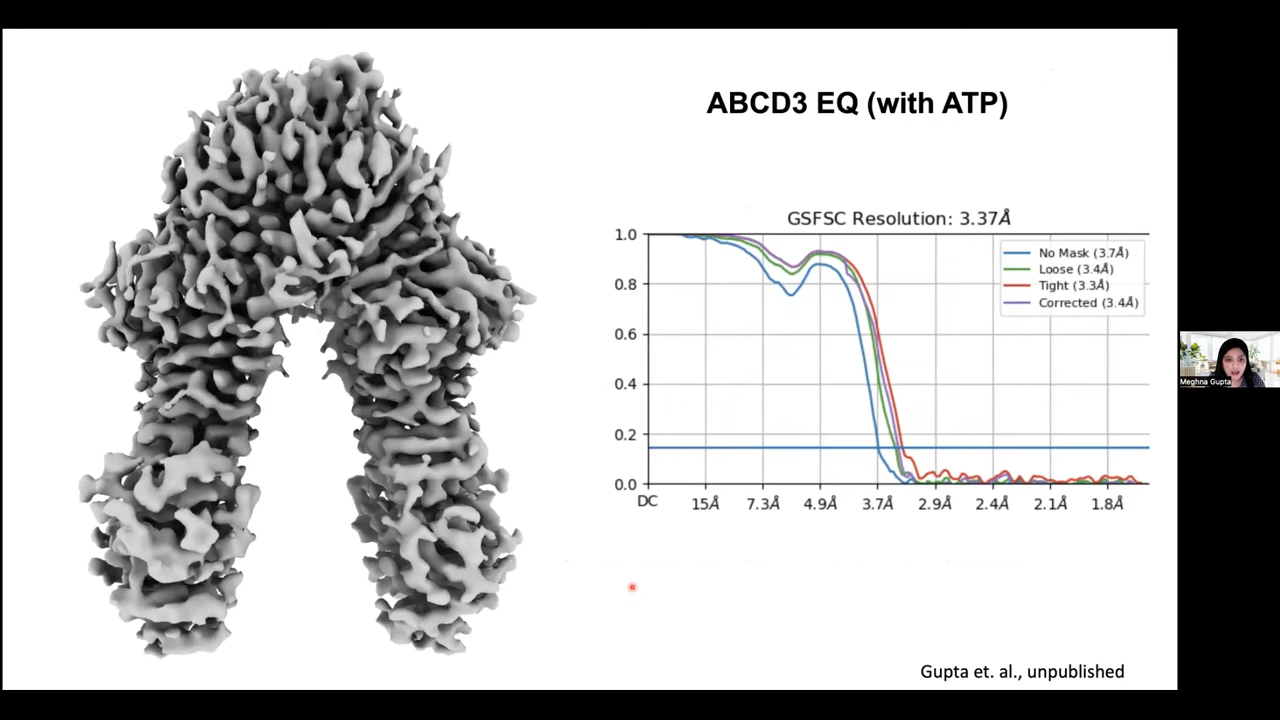 ABCD3 EQ (with ATP)
GSFSC Resolution: 3.37Å
1.0
0.8
0.6
0.4
0.2
0.0
No Mask (3.7Å)
Loose (3.4Å)
Tight (3.3Å)
Corrected (3.4Å)
DC 15Å 7.3Å 4.9Å 3.7Å 2.9Å 2.4Å 2.1Å 1.8Å
Meghna Gupta
Gupta et. al., unpublished